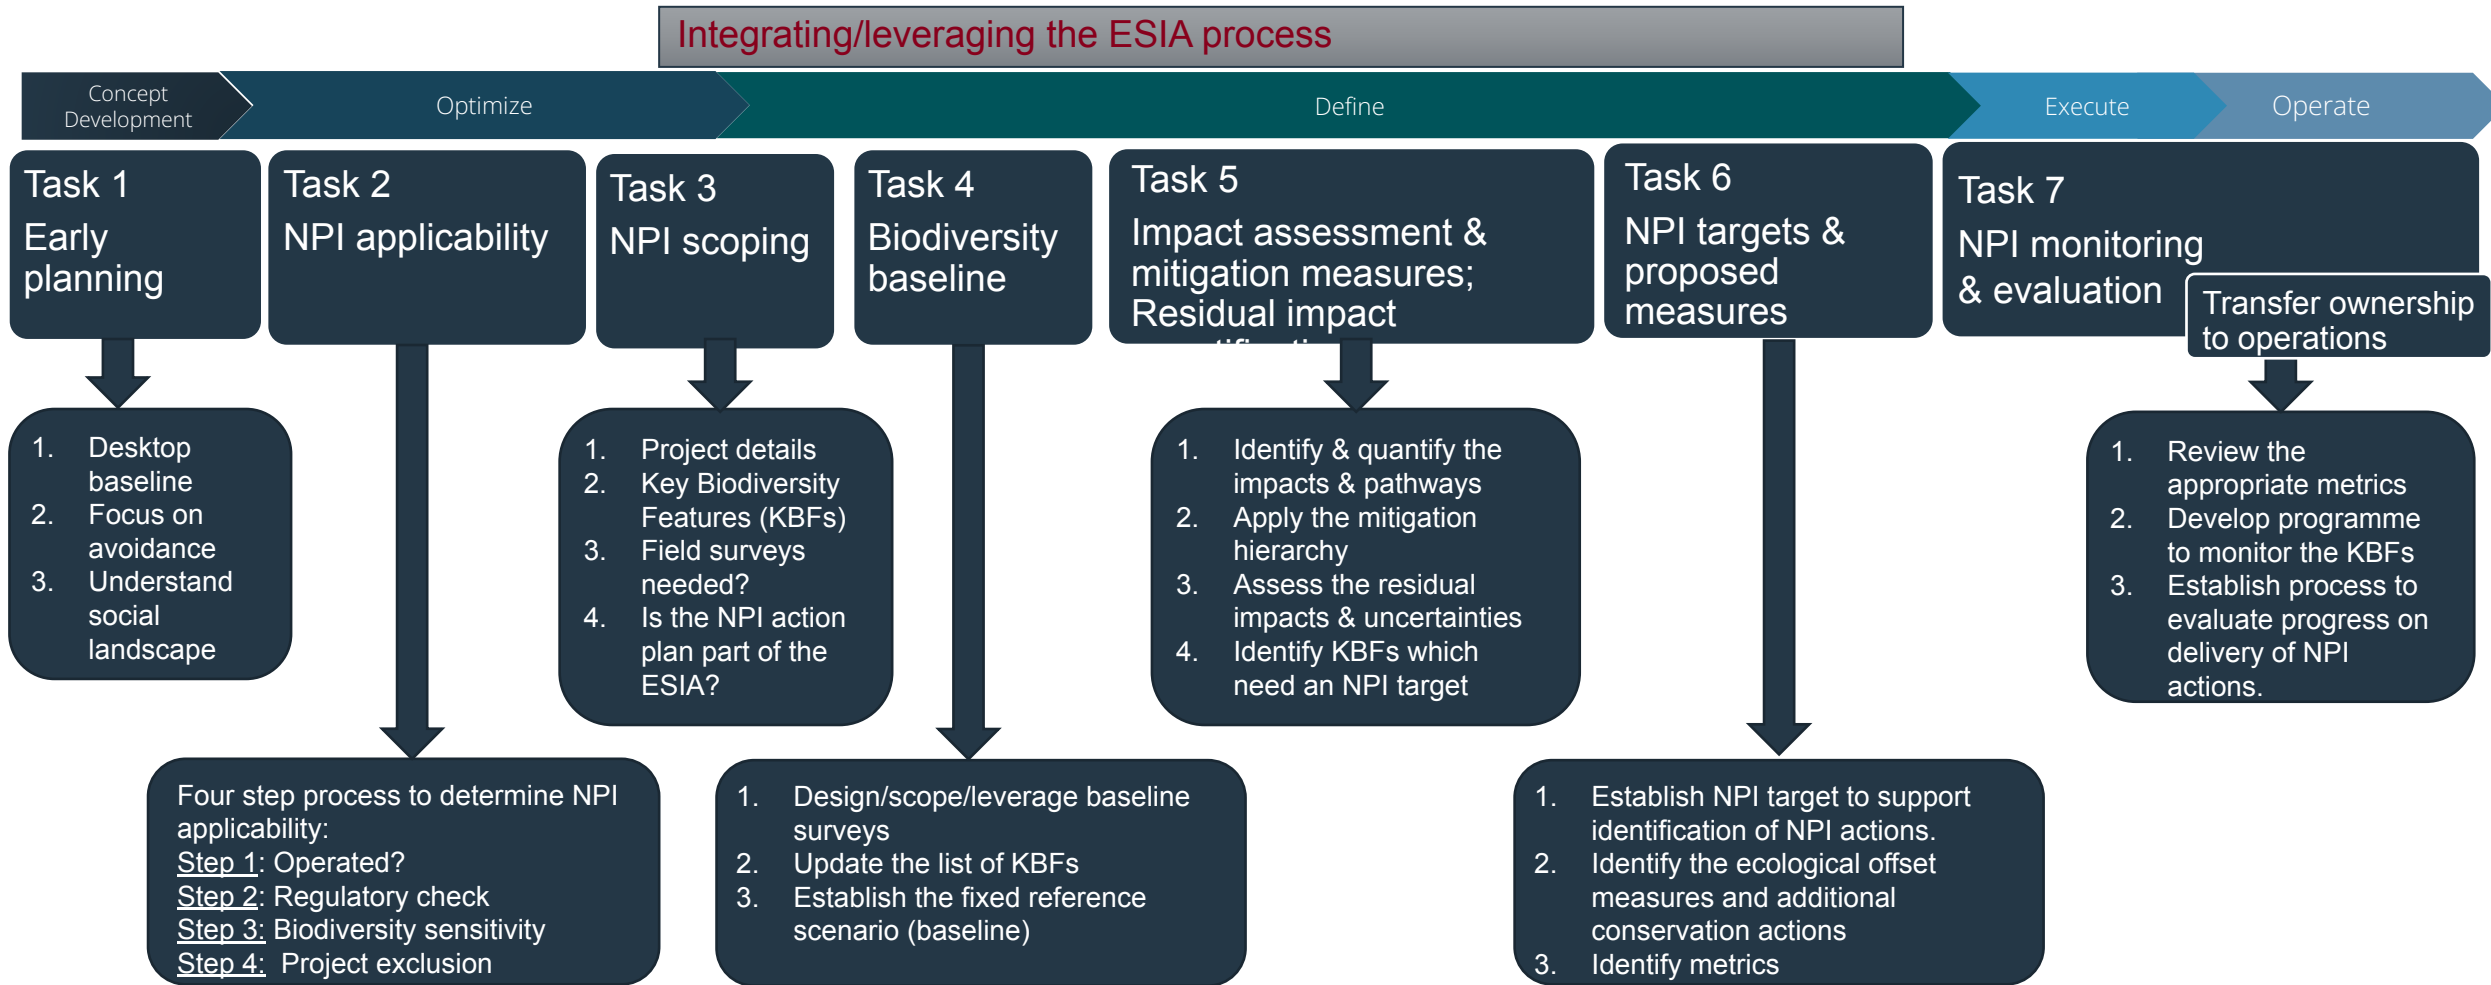 Integrating/leveraging the ESIA process
Concept
Development
Optimize
Define
Execute
Operate
Task 1
Early
planning
Task 2
NPI applicability
Task 3
NPI scoping
Task 4
Biodiversity
baseline
Task 5
Impact assessment &
mitigation measures;
Residual impact
Task 6
NPI targets &
proposed
measures
Task 7
NPI monitoring
& evaluation
Transfer ownership
to operations
1. Desktop
baseline
2. Focus on
avoidance
3. Understand
social
landscape
1. Project details
2. Key Biodiversity
Features (KBFs)
3. Field surveys
needed?
4. Is the NPI action
plan part of the
ESIA?
1. Identify & quantify the
impacts & pathways
2. Apply the mitigation
hierarchy
3. Assess the residual
impacts & uncertainties
4. Identify KBFs which
need an NPI target
1. Review the
appropriate metrics
2. Develop programme
to monitor the KBFs
3. Establish process to
evaluate progress on
delivery of NPI
actions.
Four step process to determine NPI
applicability:
Step 1: Operated?
Step 2: Regulatory check
Step 3: Biodiversity sensitivity
Step 4: Project exclusion
1. Design/scope/leverage baseline
surveys
2. Update the list of KBFs
3. Establish the fixed reference
scenario (baseline)
1. Establish NPI target to support
identification of NPI actions.
2. Identify the ecological offset
measures and additional
conservation actions
3. Identify metrics